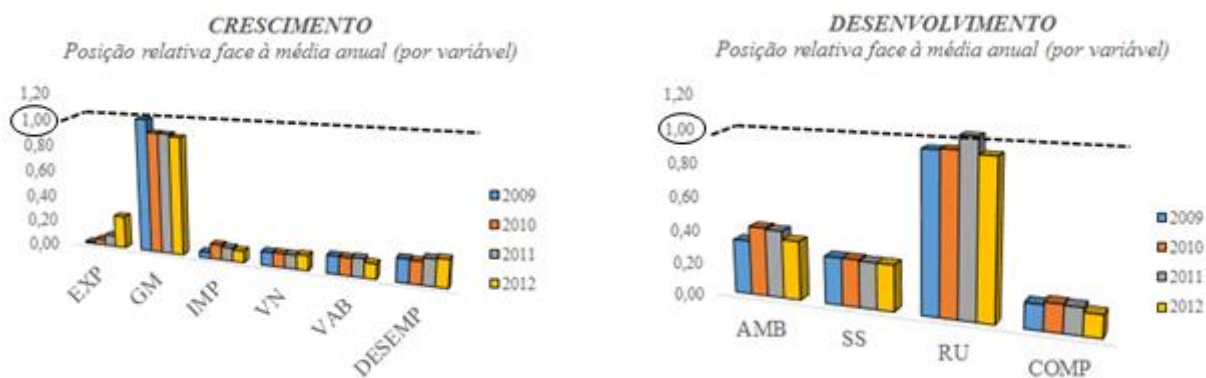 CRESCIMENTO
Posição relativa face à média anual (por variável)
1,20
1,00
0,80
0,60
0,40
0,20
0,00
EXP
GM
IMP
VN
VAB
DESEMP
2009
2010
2011
2012
DESENVOLVIMENTO
Posição relativa face à média anual (por variável)
1,20
1,00
0,80
0,60
0,40
0,20
0,00
AMB
SS
RU
COMP
2009
2010
2011
2012